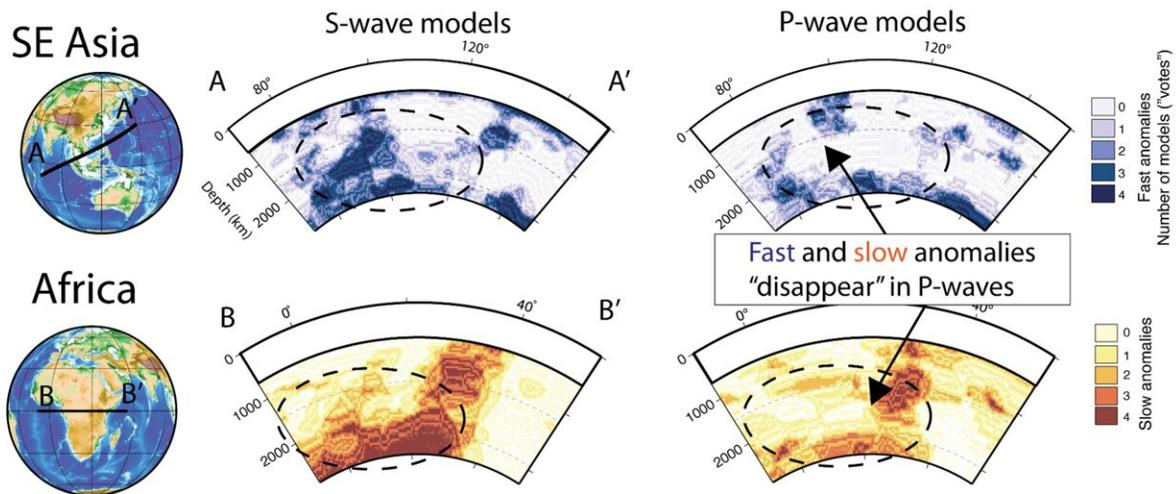 S-wave models
P-wave models
SE Asia
A
A'
A
80°
120°
A'
0
1000
2000
Depth (km)
80°
120°
0
1000
2000
0
1
2
3
4
Fast anomalies
Number of models ("votes")
Fast and slow anomalies
"disappear" in P-waves
Africa
B
B'
B
0°
40°
B'
0
1000
2000
0°
40°
0
1000
2000
0
1
2
3
4
Slow anomalies